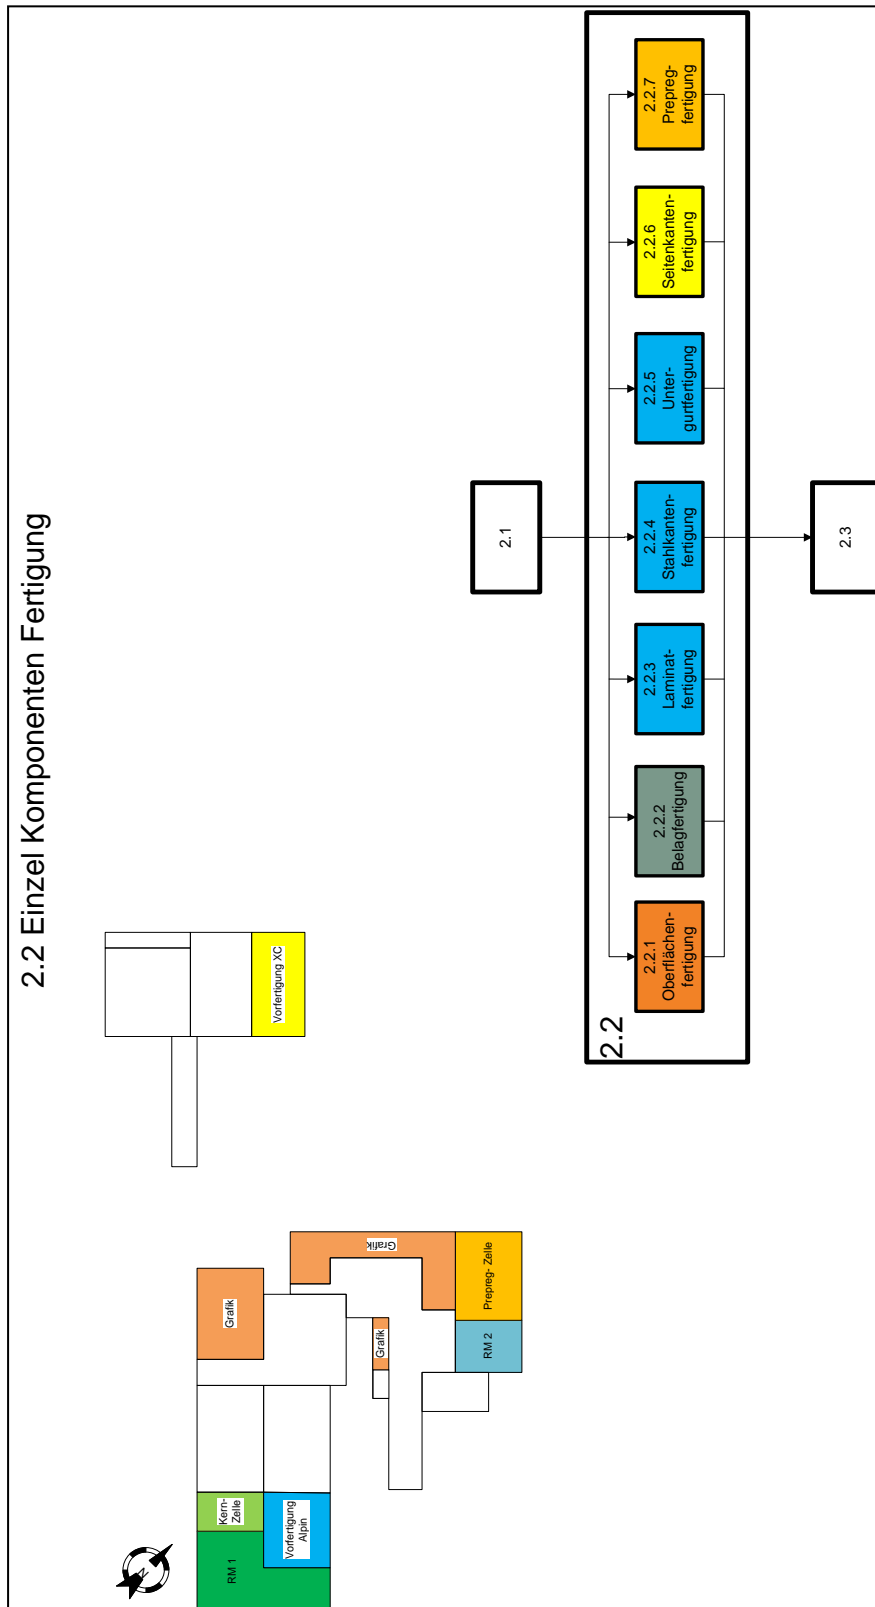 2.2 Einzel Komponenten Fertigung
N
RM 1
Kern-
Zelle
Vorfertigung
Alpin
Grafik
Grafik
Grafik
RM 2
Prepreg- Zelle
Vorfertigung XC
2.1
2.2
2.2.1
Oberflächen-
fertigung
2.2.2
Belagfertigung
2.2.3
Laminat-
fertigung
2.2.4
Stahlkanten-
fertigung
2.2.5
Unter-
gurtfertigung
2.2.6
Seitenkanten-
fertigung
2.2.7
Prepreg-
fertigung
2.3